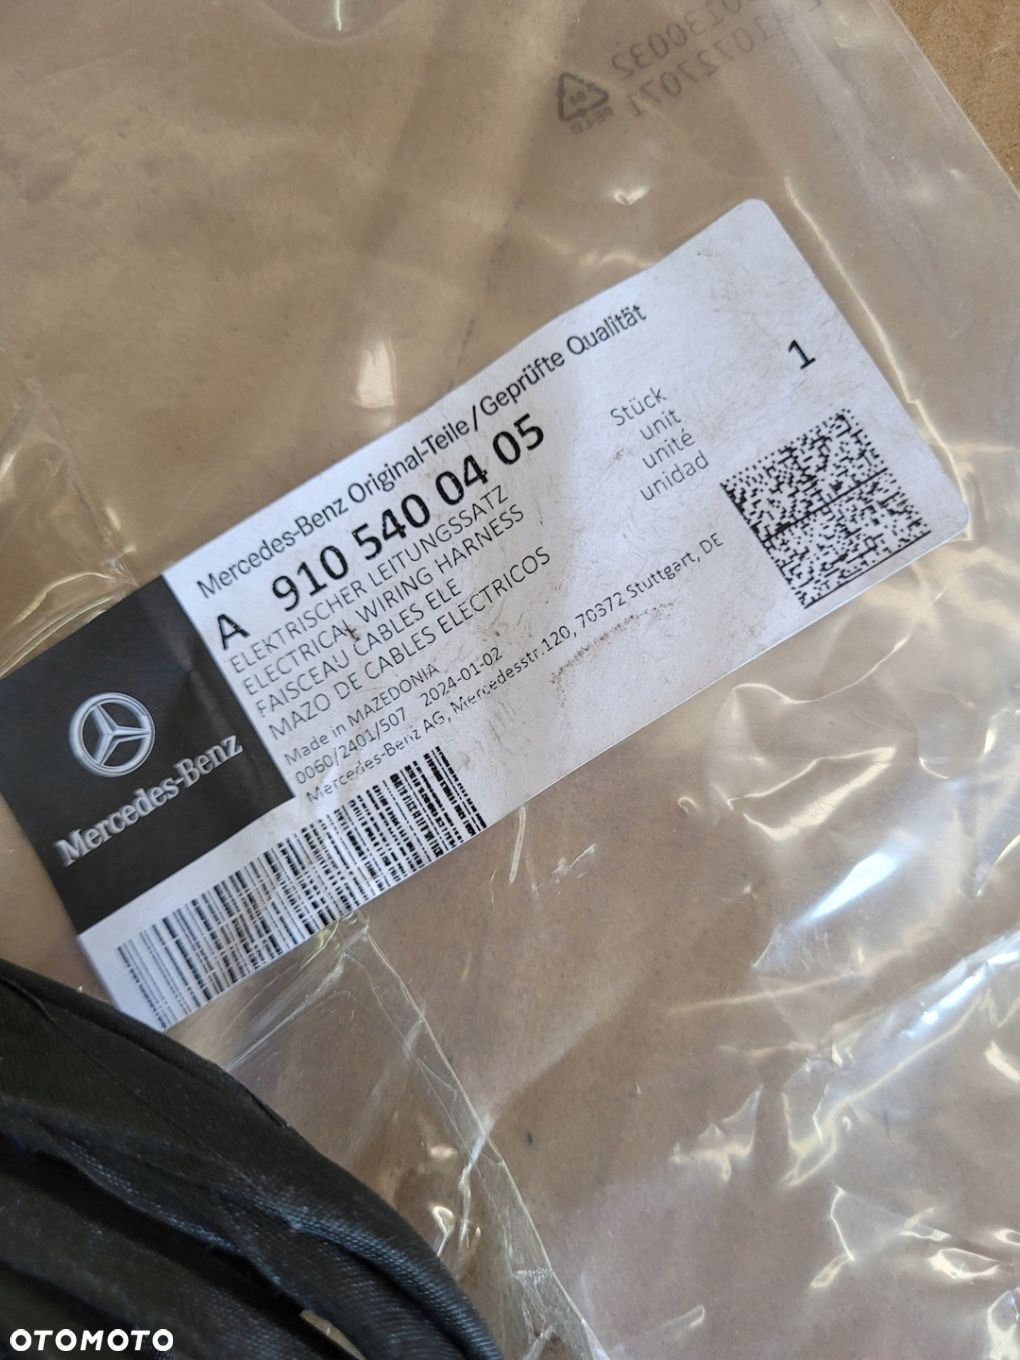 Mercedes-Benz Original-Teile/Geprüfte Qualität
A 910 540 04 05
ELEKTRISCHER LEITUNGSSATZ
ELECTRICAL WIRING HARNESS
FAISCEAU CABLES ELE
MAZO DE CABLES ELECTRICOS
Stück 1
unit
unité
unidad
Made in MAZEDONIA
0060/2401/507 2024-01-02
Mercedes-Benz AG, Mercedesstr.120, 70372 Stuttgart, DE
Mercedes-Benz
OTOMOTO